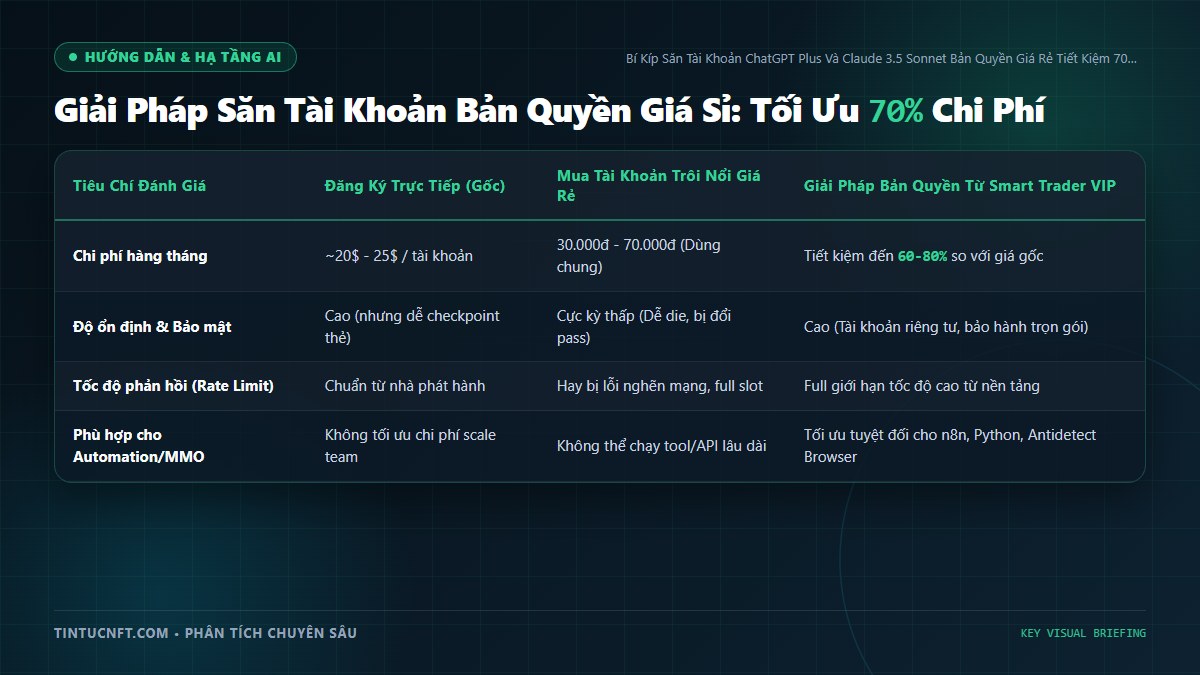 HƯỚNG DẪN & HẠ TẦNG AI
Bí Kíp Săn Tài Khoản ChatGPT Plus Và Claude 3.5 Sonnet Bản Quyền Giá Rẻ Tiết Kiệm 70...
Giải Pháp Săn Tài Khoản Bản Quyền Giá Sỉ: Tối Ưu 70% Chi Phí
Tiêu Chí Đánh Giá
Đăng Ký Trực Tiếp (Gốc)
Mua Tài Khoản Trôi Nổi Giá
Rẻ
Giải Pháp Bản Quyền Từ Smart Trader VIP
Chi phí hàng tháng
~20$ - 25$ / tài khoản
30.000đ - 70.000đ (Dùng
chung)
Tiết kiệm đến 60-80% so với giá gốc
Độ ổn định & Bảo mật
Cao (nhưng dễ checkpoint
thẻ)
Cực kỳ thấp (Dễ die, bị đổi
pass)
Cao (Tài khoản riêng tư, bảo hành trọn gói)
Tốc độ phản hồi (Rate Limit)
Chuẩn từ nhà phát hành
Hay bị lỗi nghẽn mạng, full slot
Full giới hạn tốc độ cao từ nền tảng
Phù hợp cho
Automation/MMO
Không tối ưu chi phí scale
team
Không thể chạy tool/API lâu dài
Tối ưu tuyệt đối cho n8n, Python, Antidetect
Browser
TINTUCNFT.COM • PHÂN TÍCH CHUYÊN SÂU
KEY VISUAL BRIEFING